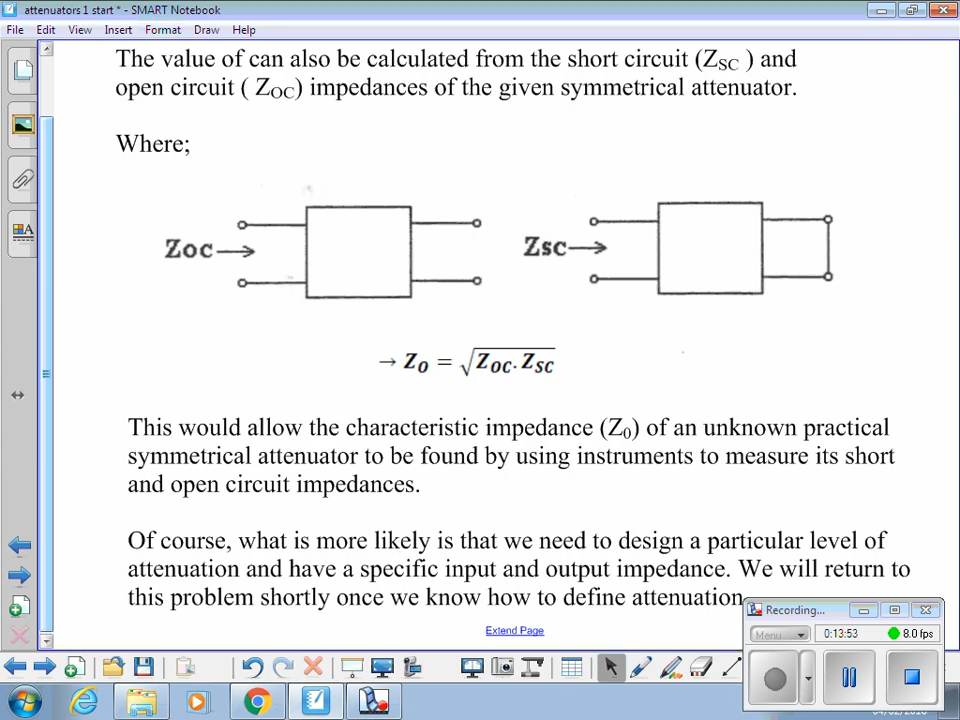 attenuators 1 start * - SMART Notebook
File Edit View Insert Format Draw Help
The value of can also be calculated from the short circuit (ZSC ) and
open circuit ( ZOC) impedances of the given symmetrical attenuator.
Where;
Zoc
Zsc
→ ZO = √ZOC.ZSC
This would allow the characteristic impedance (Z0) of an unknown practical
symmetrical attenuator to be found by using instruments to measure its short
and open circuit impedances.
Of course, what is more likely is that we need to design a particular level of
attenuation and have a specific input and output impedance. We will return to
this problem shortly once we know how to define attenuation
Extend Page
Recording...
Menu 0:13:53 8.0 fps